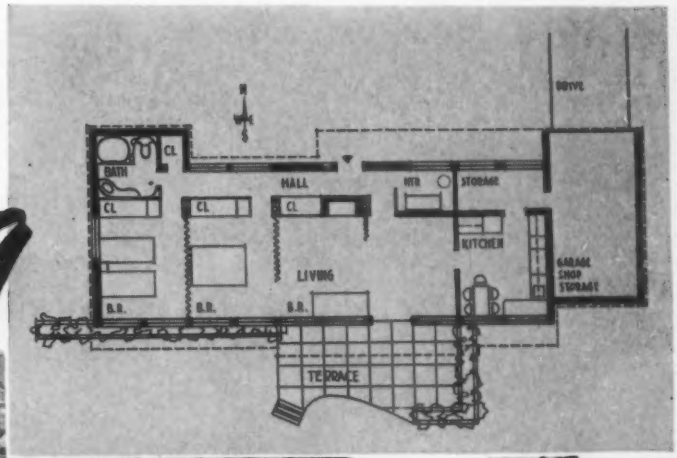 N
W E
S
DRIVE
CL
BATH
HALL
HTR
STORAGE
CL
CL
CL
KITCHEN
LIVING
GARAGE
SHOP
STORAGE
B.R.
B.R.
B.R.
TERRACE